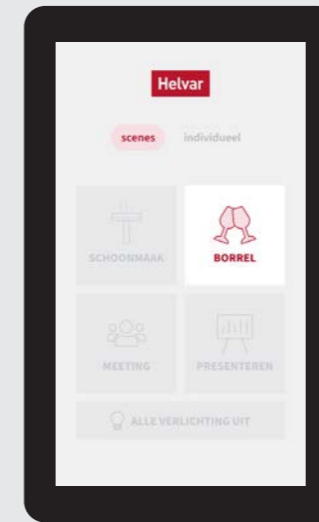 Helvar
scenes individueel
SCHOONMAAK BORREL
MEETING PRESENTEREN
ALLE VERLICHTING UIT